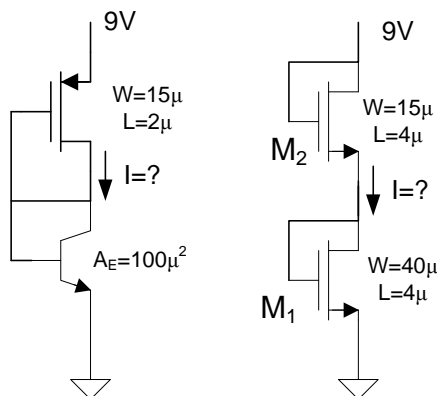 9V
W=15μ
L=2μ
I=?
A_E=100μ²
9V
W=15μ
L=4μ
M₂
I=?
W=40μ
L=4μ
M₁